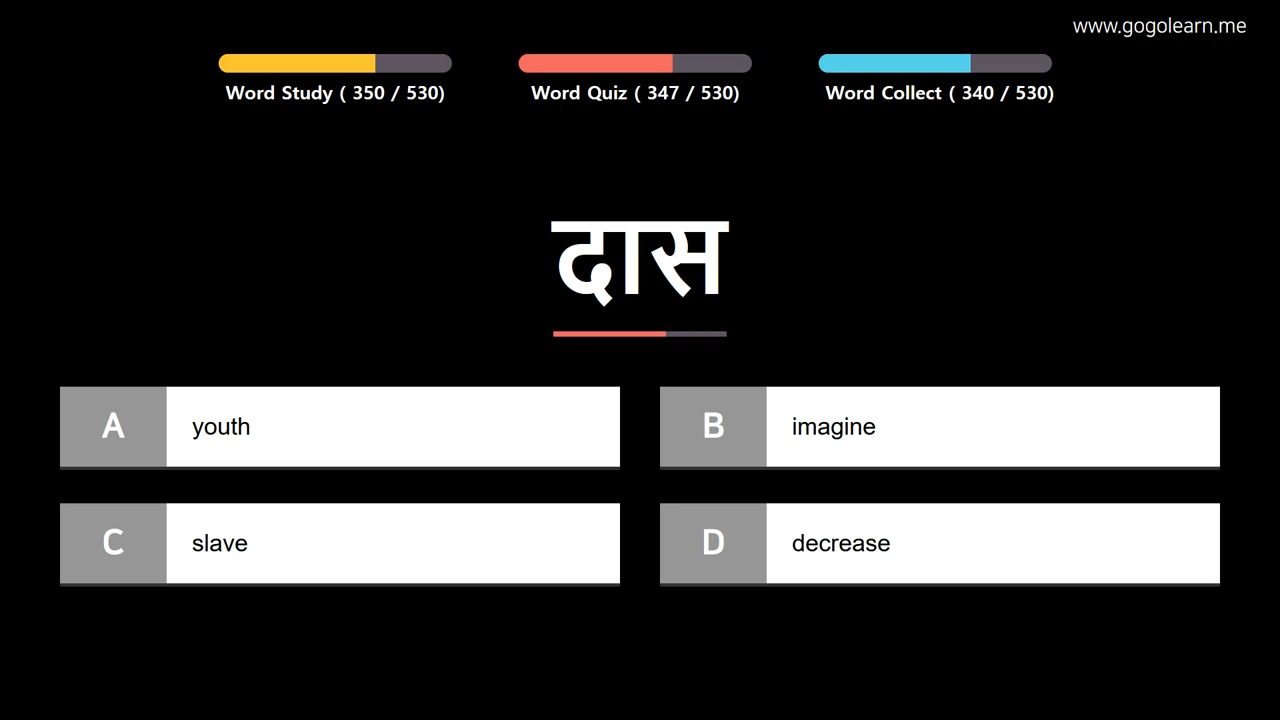 www.gogolearn.me
Word Study ( 350 / 530)
Word Quiz ( 347 / 530)
Word Collect ( 340 / 530)
दास
A youth
B imagine
C slave
D decrease